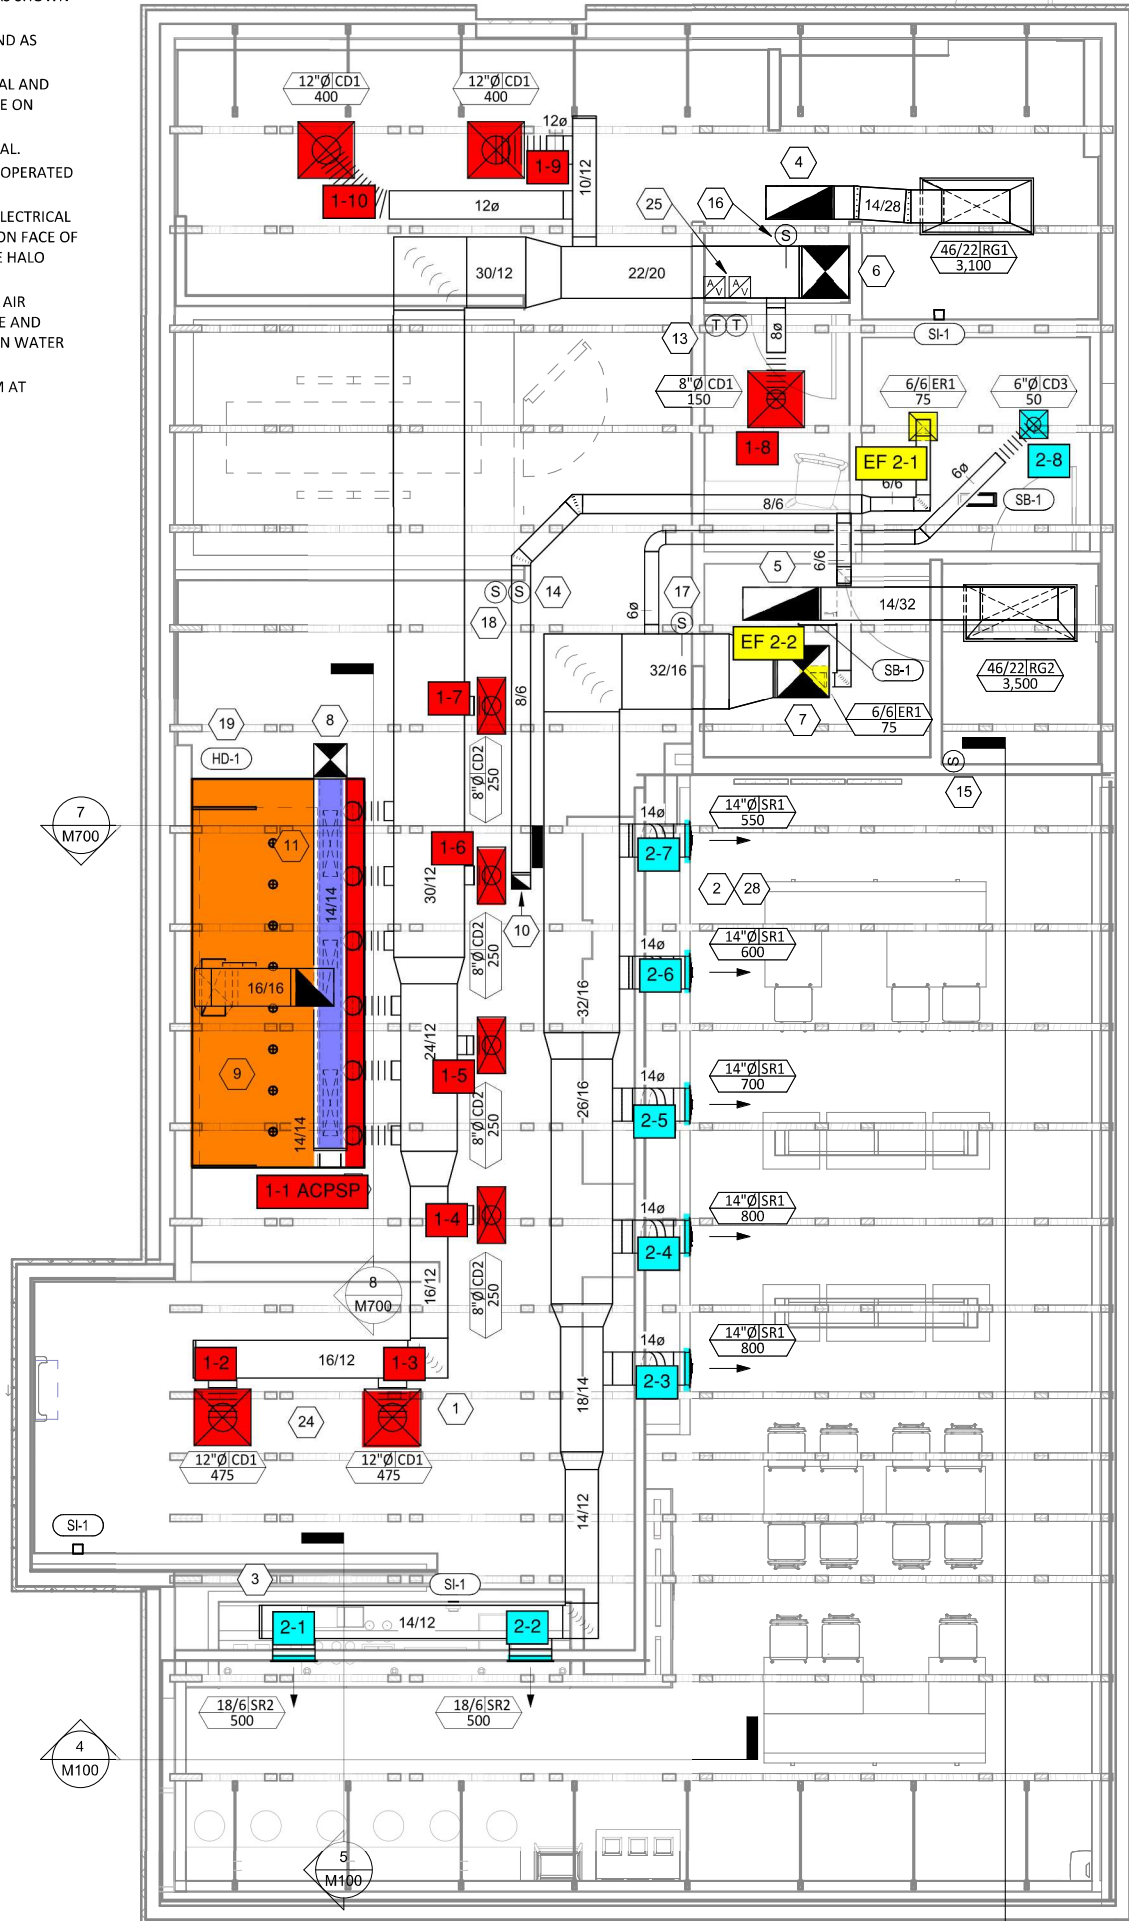 S SHOWN
ND AS
AL AND
E ON
AL.
OPERATED
LECTRICAL
ON FACE OF
E HALO
AIR
E AND
N WATER
M AT
12"Ø CD1
400
12"Ø CD1
400
12ø
1-9
1-10
12ø
10/12
4
14/28
25
16
S
46/22 RG1
3,100
30/12
22/20
A/V
A/V
6
SI-1
13
T
T
8ø
8"Ø CD1
150
1-8
6/6 ER1
75
6"Ø CD3
50
EF 2-1
2-8
6/6
6ø
SB-1
8/6
6/6
5
14/32
S
S
14
18
17
S
6ø
EF 2-2
32/16
SB-1
46/22 RG2
3,500
7
6/6 ER1
75
8/6
1-7
19
8
HD-1
8"Ø CD2
250
S
15
7
M700
11
14/14
1-6
30/12
14ø
2-7
14"Ø SR1
550
2
28
10
8"Ø CD2
250
14ø
2-6
14"Ø SR1
600
16/16
32/16
24/12
9
1-5
14ø
2-5
14"Ø SR1
700
26/16
8"Ø CD2
250
14/14
1-1 ACPSP
1-4
14ø
2-4
14"Ø SR1
800
8
M700
16/12
8"Ø CD2
250
1-2
16/12
1-3
14ø
2-3
14"Ø SR1
800
18/14
24
1
12"Ø CD1
475
12"Ø CD1
475
14/12
SI-1
3
SI-1
2-1
14/12
2-2
18/6 SR2
500
18/6 SR2
500
4
M100
5
M100